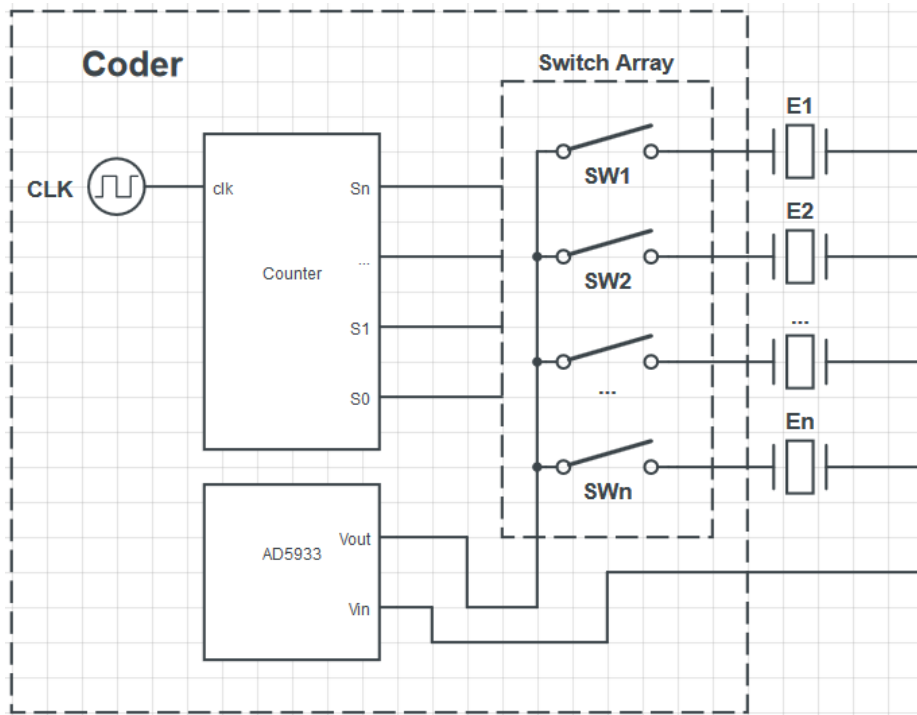 Coder
Switch Array
E1
SW1
CLK
clk
Sn
E2
...
Counter
SW2
S1
...
S0
...
En
SWn
Vout
AD5933
Vin